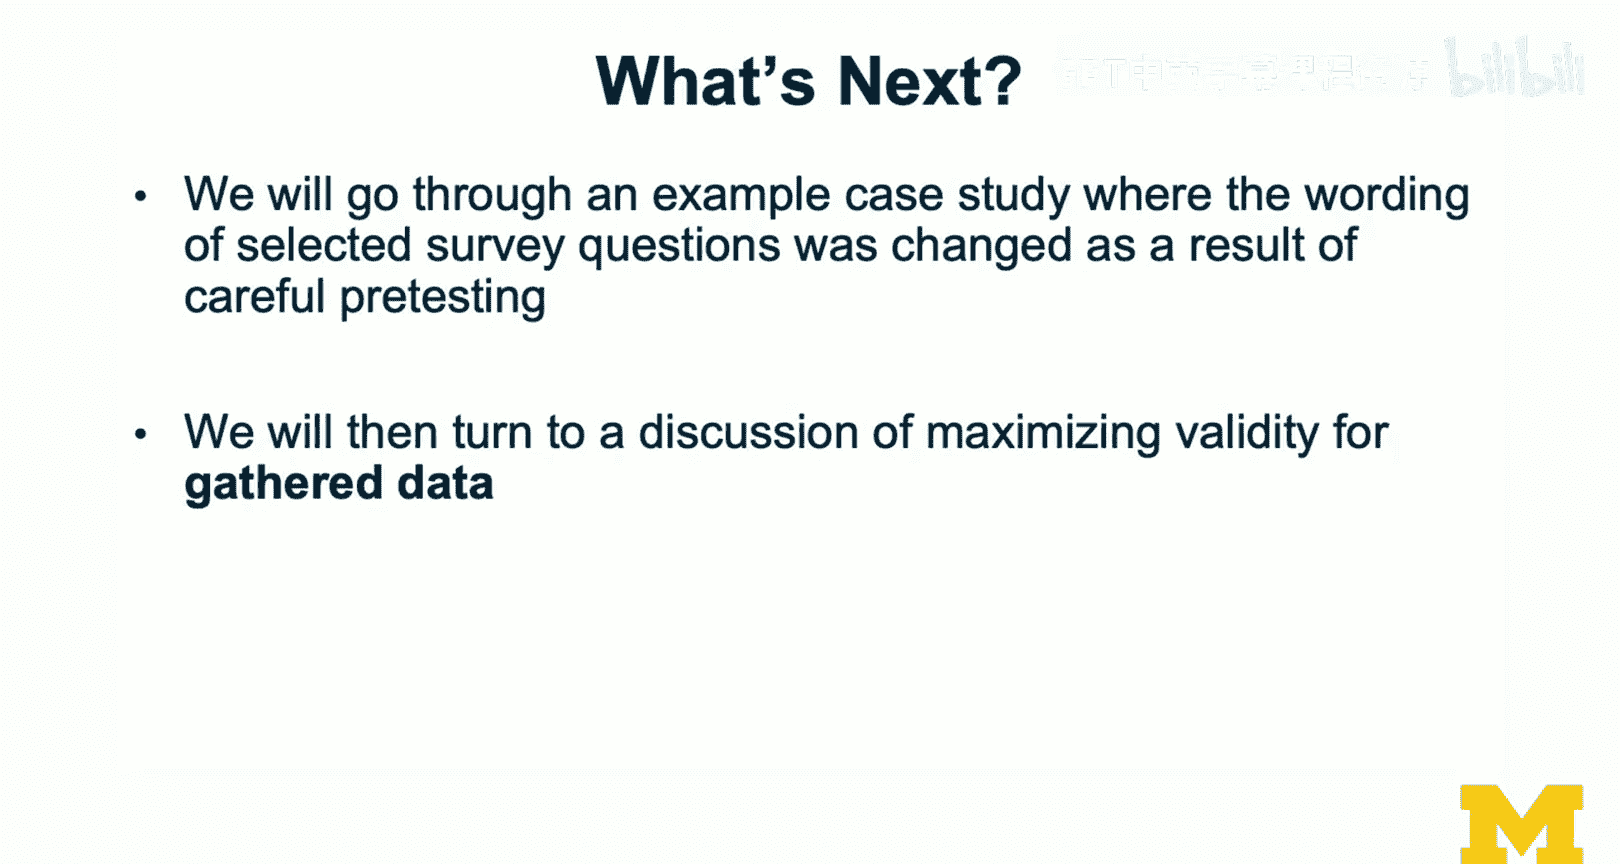 What's Next?
bilibili
• We will go through an example case study where the wording
of selected survey questions was changed as a result of
careful pretesting
• We will then turn to a discussion of maximizing validity for
gathered data
M